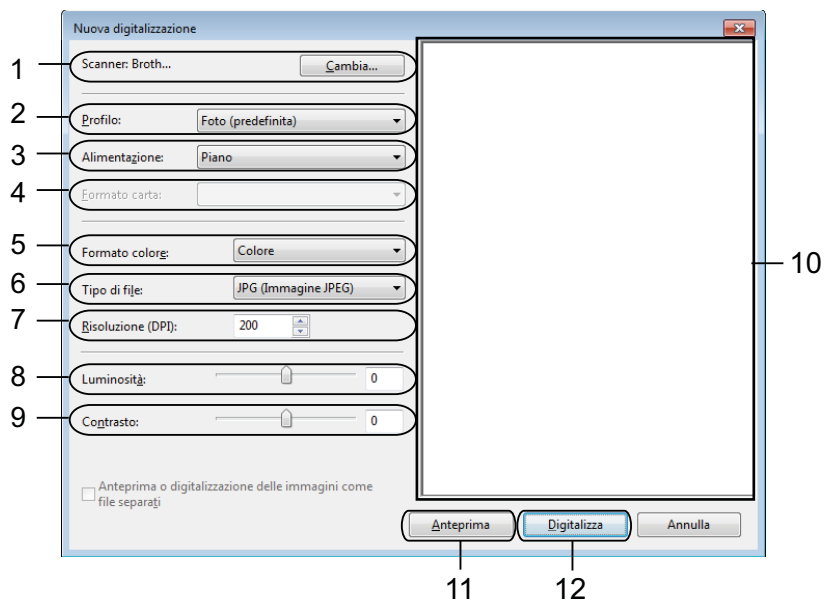 Nuova digitalizzazione
1 Scanner: Broth... Cambia...
2 Profilo: Foto (predefinita)
3 Alimentazione: Piano
4 Formato carta:
5 Formato colore: Colore
6 Tipo di file: JPG (Immagine JPEG)
7 Risoluzione (DPI): 200
8 Luminosità: 0
9 Contrasto: 0
10
Anteprima o digitalizzazione delle immagini come
file separati
Anteprima Digitalizza Annulla
11 12